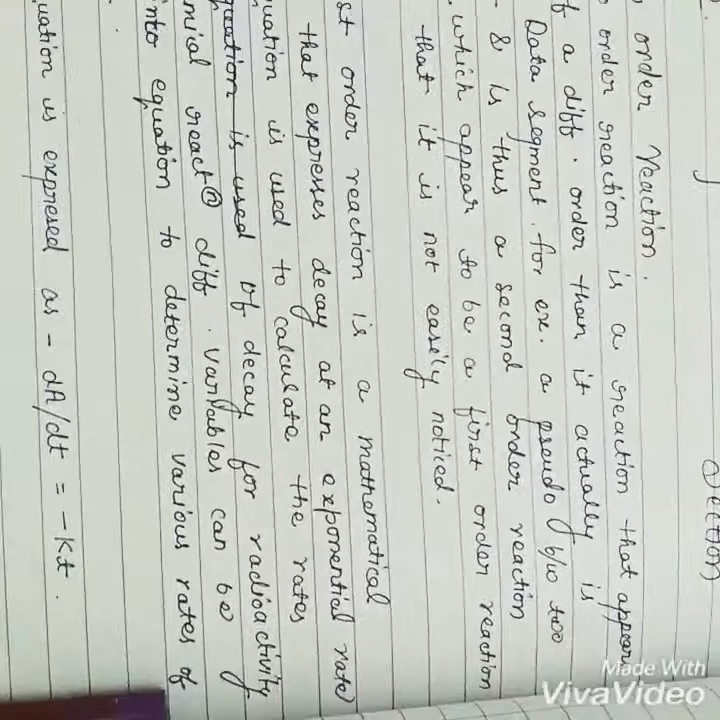 order reaction.
order reaction is a reaction that appear
f a diff. order than it actually is
Data segment. for ex. a pseudo b/w two
& is thus a second order reaction
which appear to be a first order reaction
that it is not easily noticed.
st order reaction is a mathematical
that expresses decay at an exponential rate
uation is used to calculate the rates
quation is used of decay for radioactivity
mical react@ diff. variables can be
into equation to determine various rates of
uation is expresed as - dA/dt = -Kt.
Made With
VivaVideo